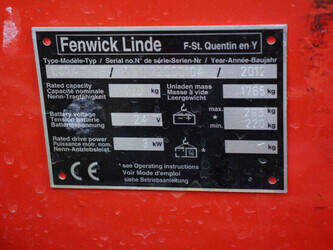 Fenwick Linde F-St. Quentin en Y
Type-Modèle-Typ / Serial no.-N° de série-Serien-Nr / Year-Année-Baujahr
/ / 2012
Rated capacity
Capacité nominale
Nenn-Tragfähigkeit
kg
Unladen mass
Masse à vide
Leergewicht
1765 kg
Battery voltage
Tension batterie
Batteriespannung
24 V
max * kg
min * kg
Rated drive power
Puissance mot. nom.
Nenn-Antriebsleist.
kW
* kg
CE
* see Operating instructions
Voir Mode d'emploi
siehe Betriebsanleitung